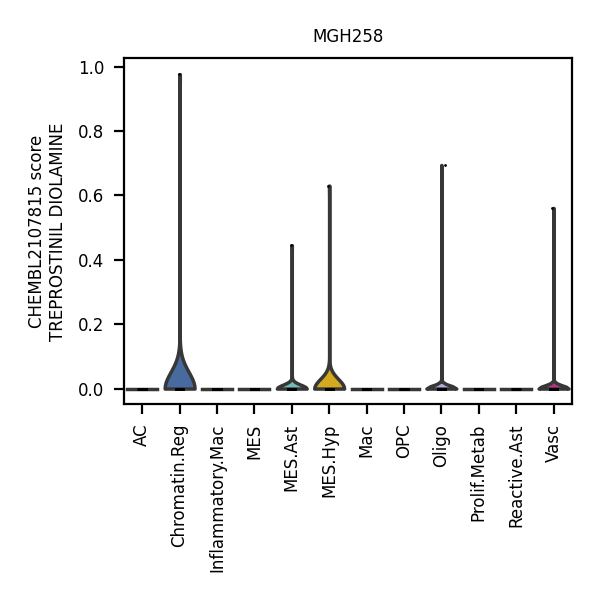 MGH258
CHEMBL2107815 score
TREPROSTINIL DIOLAMINE
1.0
0.8
0.6
0.4
0.2
0.0
AC
Chromatin.Reg
Inflammatory.Mac
MES
MES.Ast
MES.Hyp
Mac
OPC
Oligo
Prolif.Metab
Reactive.Ast
Vasc